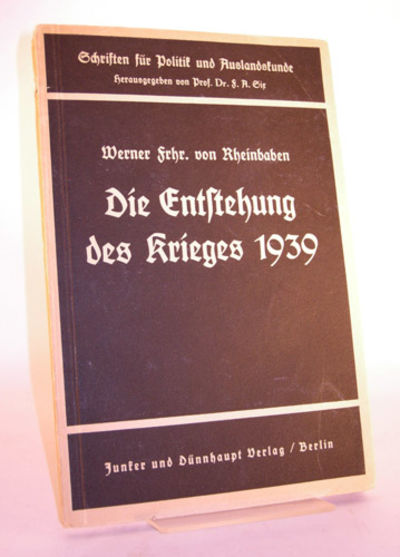 Schriften für Politik und Auslandskunde
Herausgegeben von Prof. Dr. F. A. Six
Werner Frhr. von Rheinbaben
Die Entstehung
des Krieges 1939
Junker und Dünnhaupt Verlag / Berlin